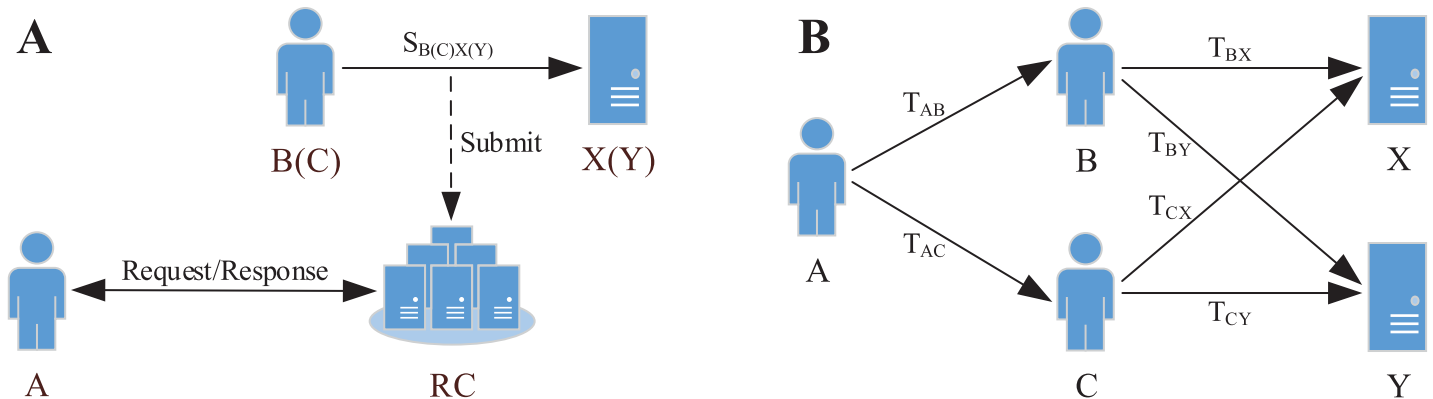 A
S_B(C)X(Y)
Submit
B(C)
X(Y)
Request/Response
A
RC
B
T_AB
T_AC
T_BX
T_BY
T_CX
T_CY
A
B
X
C
Y